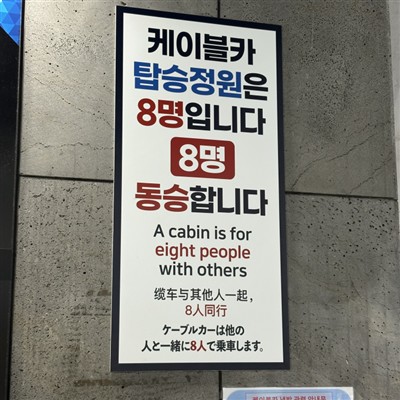 케이블카
탑승정원은
8명입니다
8명
동승합니다
A cabin is for
eight people
with others
缆车与其他人一起，
8人同行
ケーブルカーは他の
人と一緒に8人で乗車します。